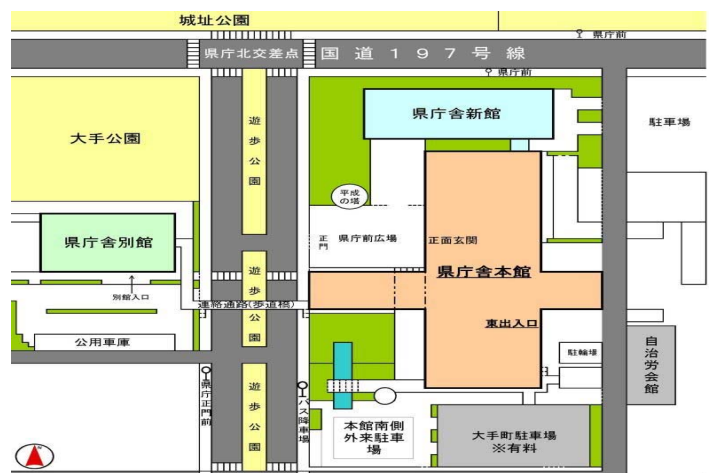 城址公園
県庁前
県庁北交差点
国道197号線
県庁前
県庁舎新館
駐車場
大手公園
遊歩公園
平成
の塔
県庁舎別館
正門
県庁前広場
正面玄関
県庁舎本館
別館入口
遊歩公園
連絡通路(歩道橋)
東出入口
公用車庫
駐輪場
自治労会館
県庁正門前
遊歩公園
バス降車場
本館南側
外来駐車
場
大手町駐車場
※有料